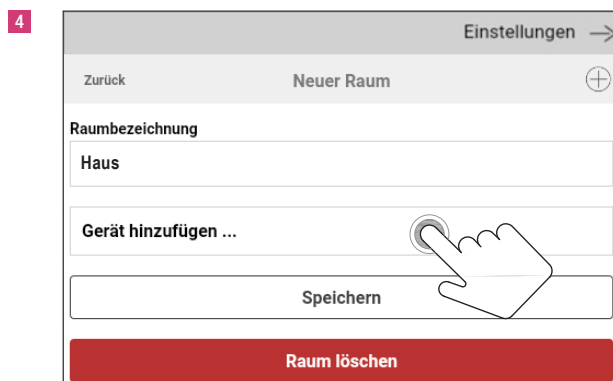 4
Einstellungen
Zurück
Neuer Raum
Raumbezeichnung
Haus
Gerät hinzufügen ...
Speichern
Raum löschen